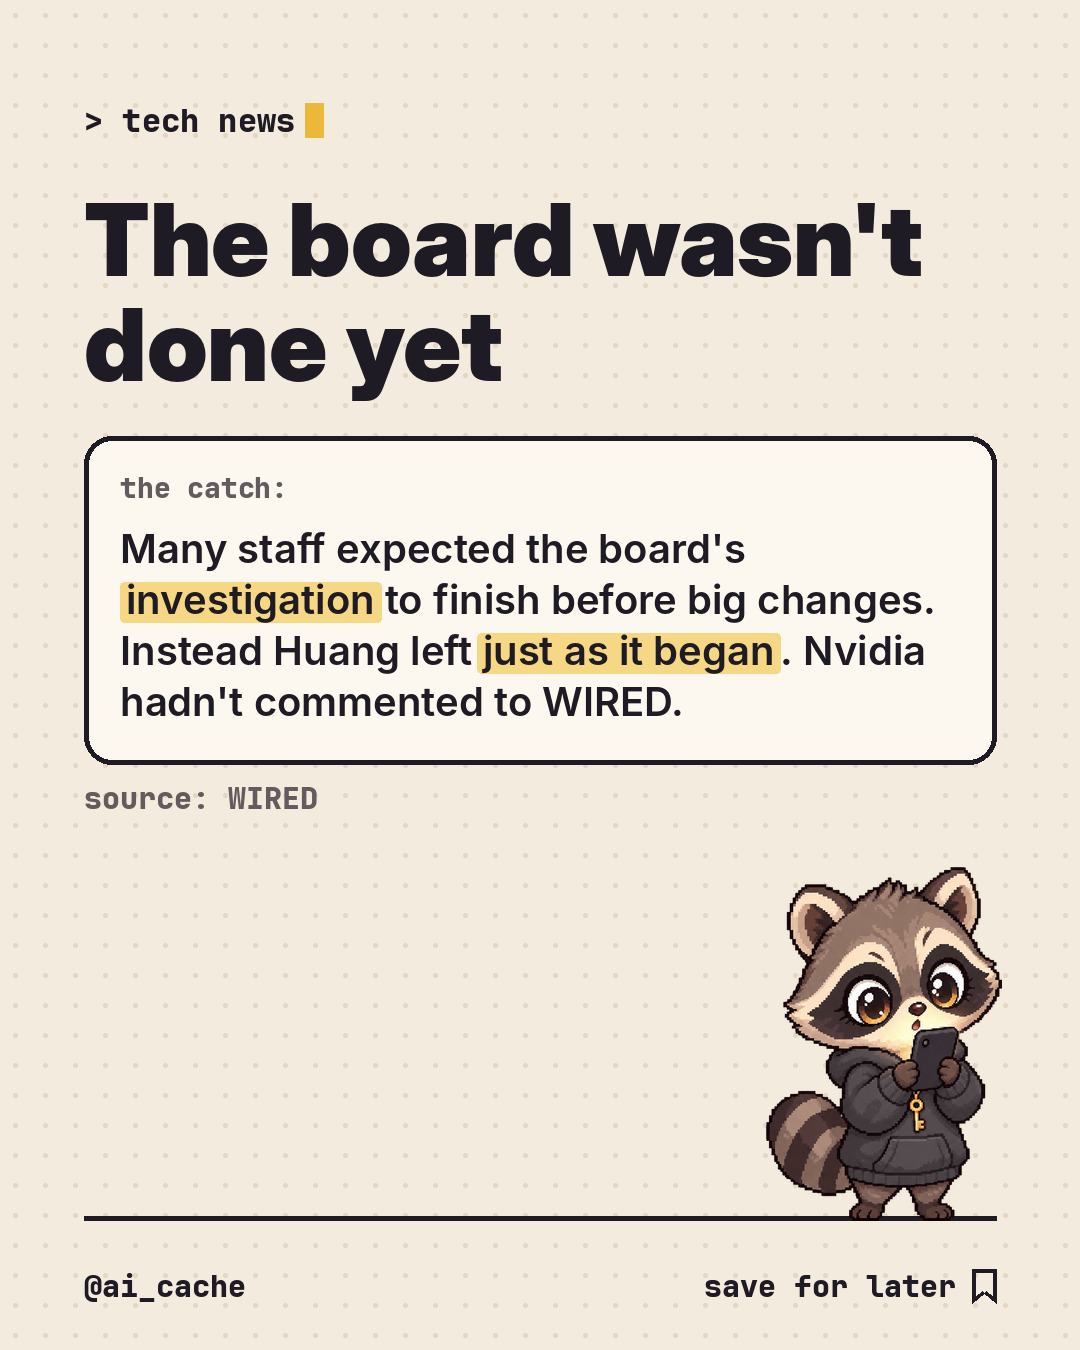 > tech news
The board wasn't
done yet
the catch:
Many staff expected the board's
investigation to finish before big changes.
Instead Huang left just as it began. Nvidia
hadn't commented to WIRED.
source: WIRED
@ai_cache
save for later